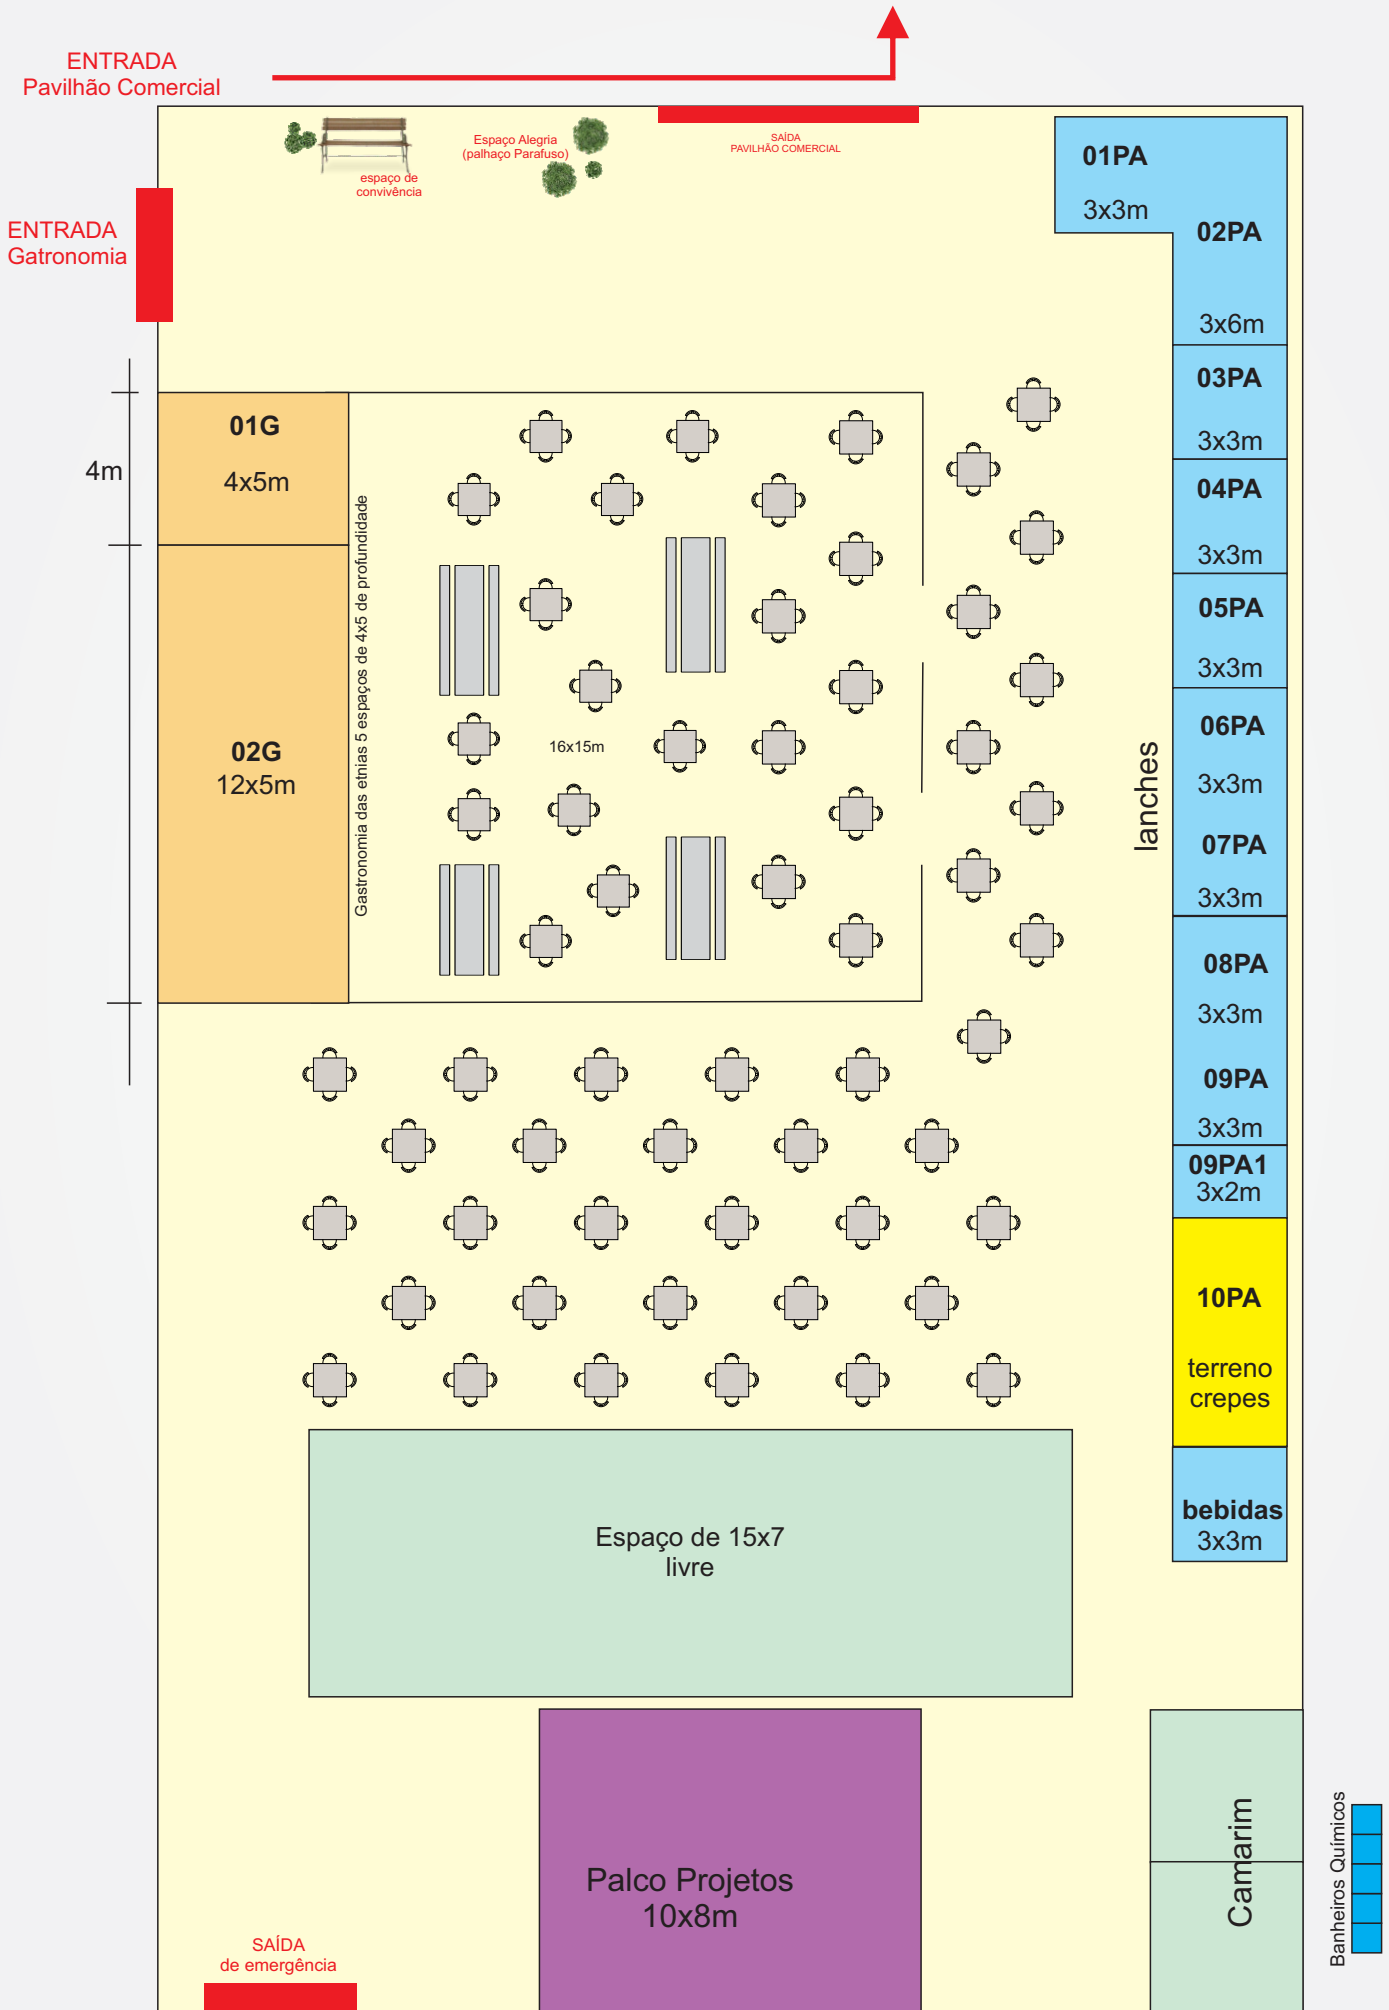 ENTRADA
Pavilhão Comercial
Espaço Alegria
(palhaço Parafuso)
SAÍDA
PAVILHÃO COMERCIAL
espaço de
convivência
01PA
3x3m
ENTRADA
Gatronomia
02PA
3x6m
03PA
3x3m
01G
4x5m
4m
04PA
3x3m
05PA
3x3m
Gastronomia das etnias 5 espaços de 4x5 de profundidade
02G
12x5m
16x15m
lanches
06PA
3x3m
07PA
3x3m
08PA
3x3m
09PA
3x3m
09PA1
3x2m
10PA
terreno
crepes
bebidas
3x3m
Espaço de 15x7
livre
Palco Projetos
10x8m
Camarim
Banheiros Químicos
SAÍDA
de emergência